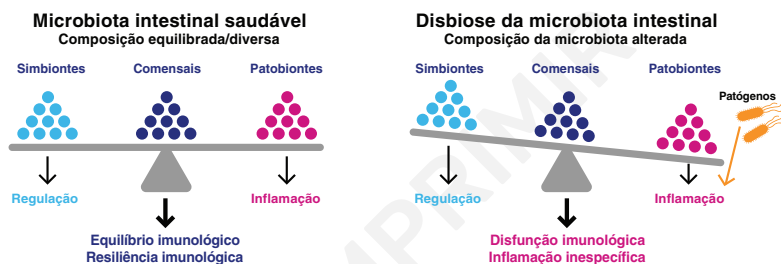 Microbiota intestinal saudável
Composição equilibrada/diversa
Simbiontes Comensais Patobiontes
Regulação Inflamação
Equilíbrio imunológico
Resiliência imunológica
Disbiose da microbiota intestinal
Composição da microbiota alterada
Simbiontes Comensais Patobiontes
Patógenos
Regulação Inflamação
Disfunção imunológica
Inflamação inespecífica
IMPRIMIR